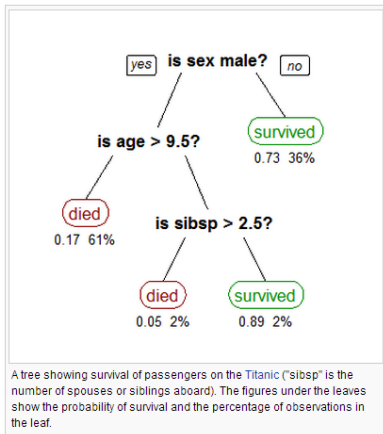 yes is sex male? no
is age > 9.5?
survived
0.73 36%
died
0.17 61%
is sibsp > 2.5?
died survived
0.05 2% 0.89 2%
A tree showing survival of passengers on the Titanic ("sibsp" is the
number of spouses or siblings aboard). The figures under the leaves
show the probability of survival and the percentage of observations in
the leaf.